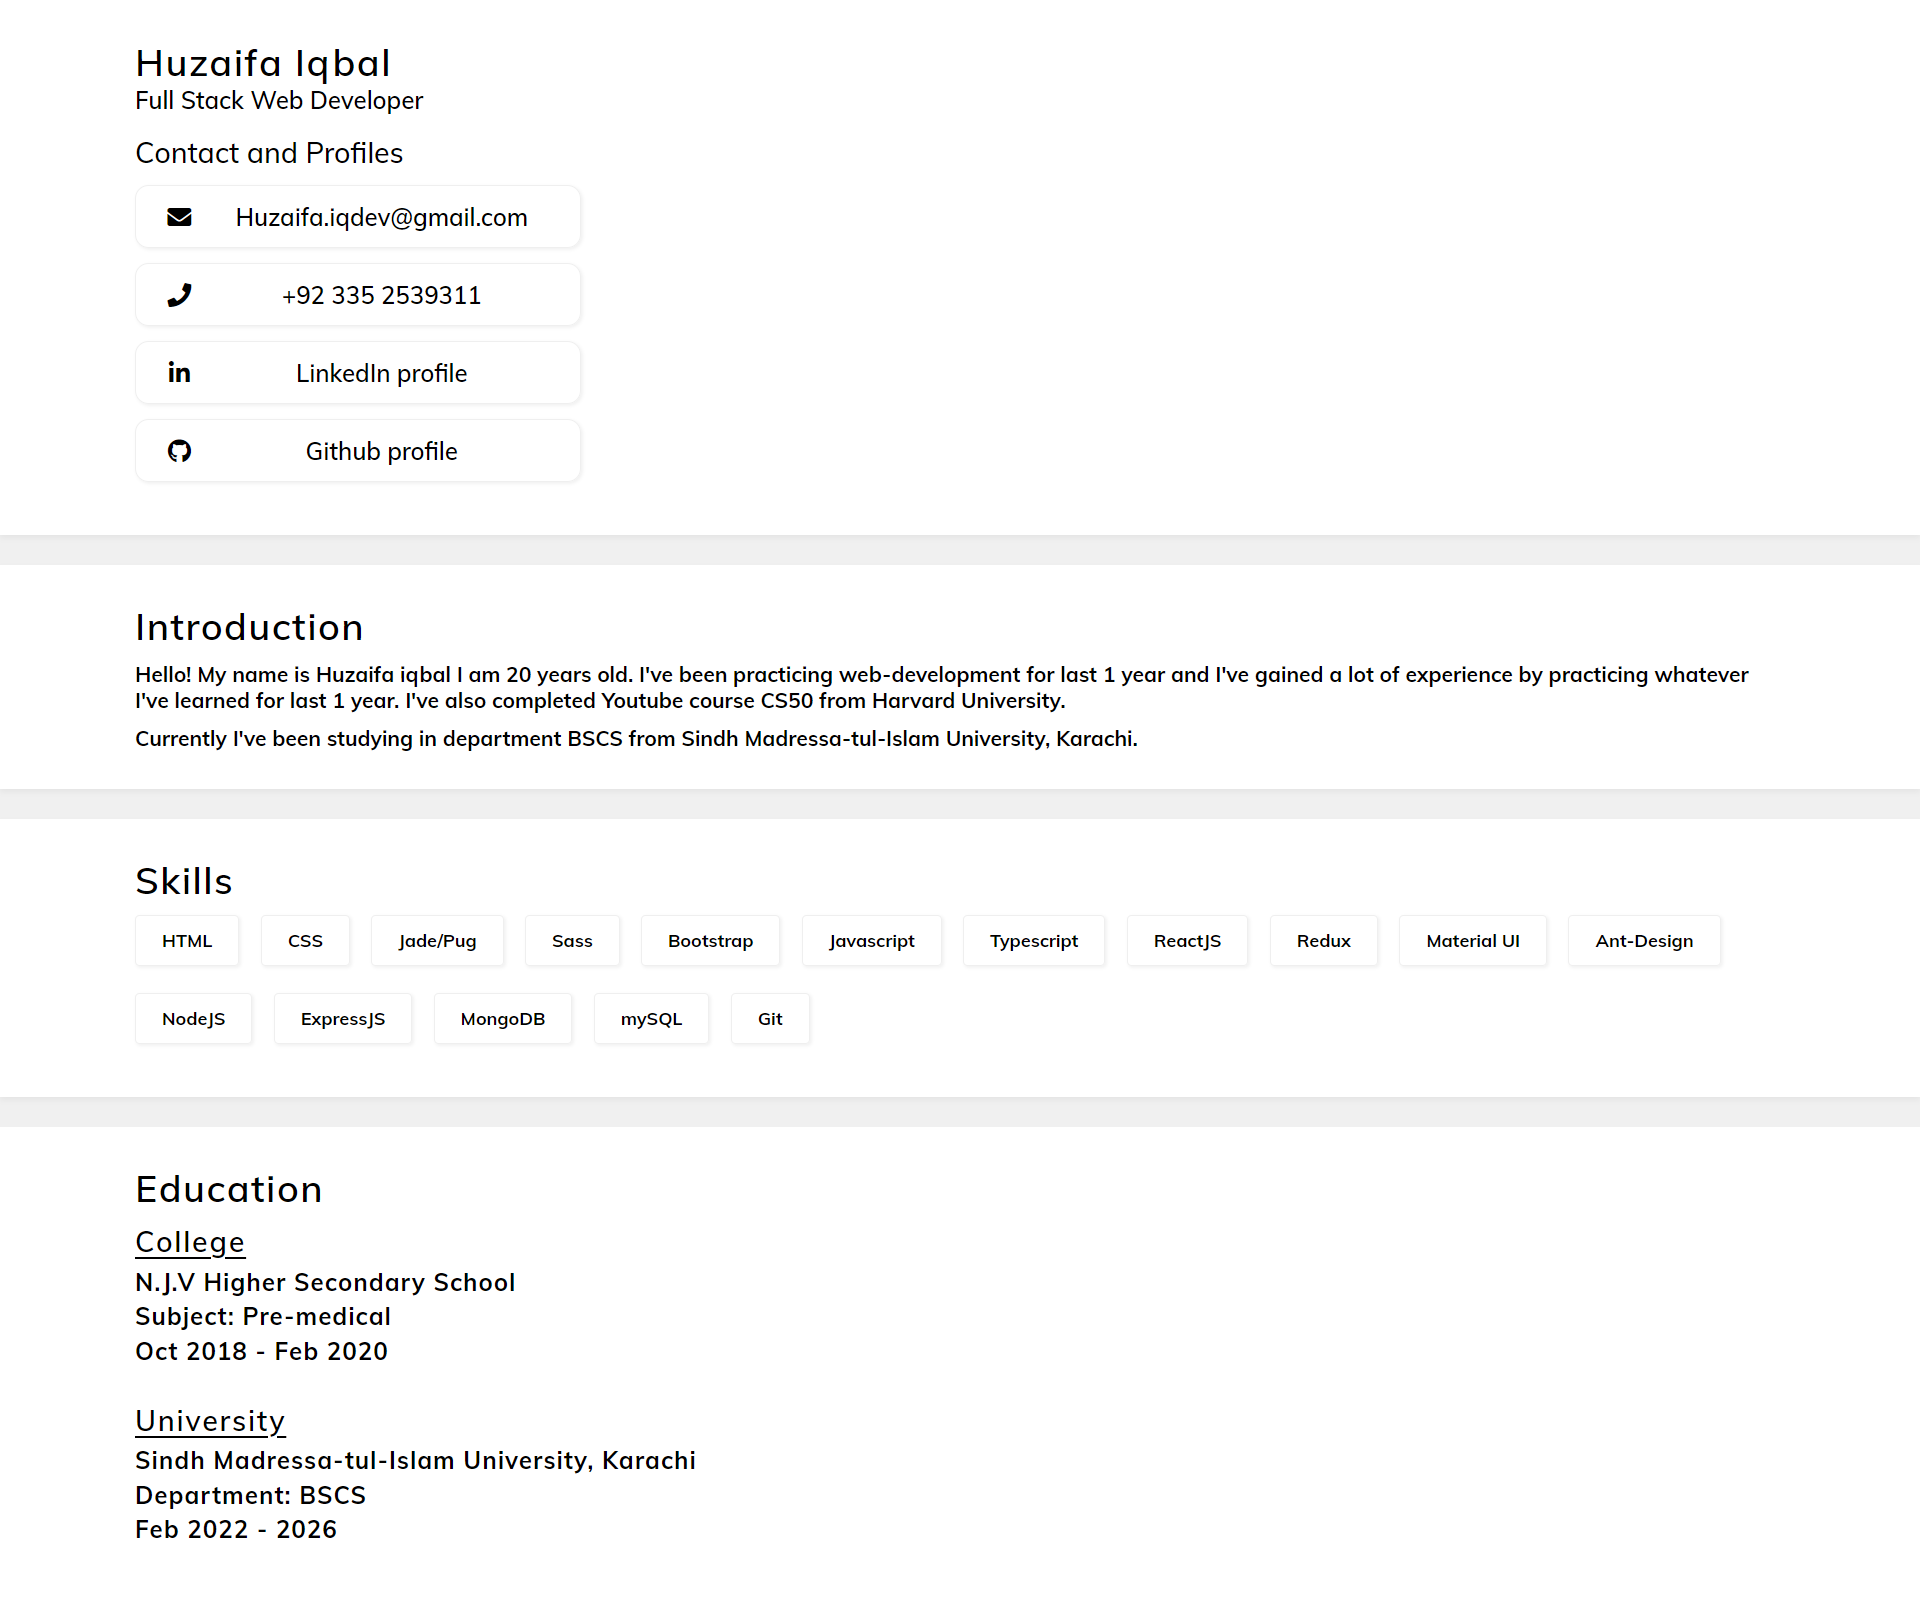 Huzaifa Iqbal
Full Stack Web Developer
Contact and Profiles
Huzaifa.iqdev@gmail.com
+92 335 2539311
LinkedIn profile
Github profile
Introduction
Hello! My name is Huzaifa iqbal I am 20 years old. I've been practicing web-development for last 1 year and I've gained a lot of experience by practicing whatever
I've learned for last 1 year. I've also completed Youtube course CS50 from Harvard University.
Currently I've been studying in department BSCS from Sindh Madressa-tul-Islam University, Karachi.
Skills
HTML CSS Jade/Pug Sass Bootstrap Javascript Typescript ReactJS Redux Material UI Ant-Design
NodeJS ExpressJS MongoDB mySQL Git
Education
College
N.J.V Higher Secondary School
Subject: Pre-medical
Oct 2018 - Feb 2020
University
Sindh Madressa-tul-Islam University, Karachi
Department: BSCS
Feb 2022 - 2026